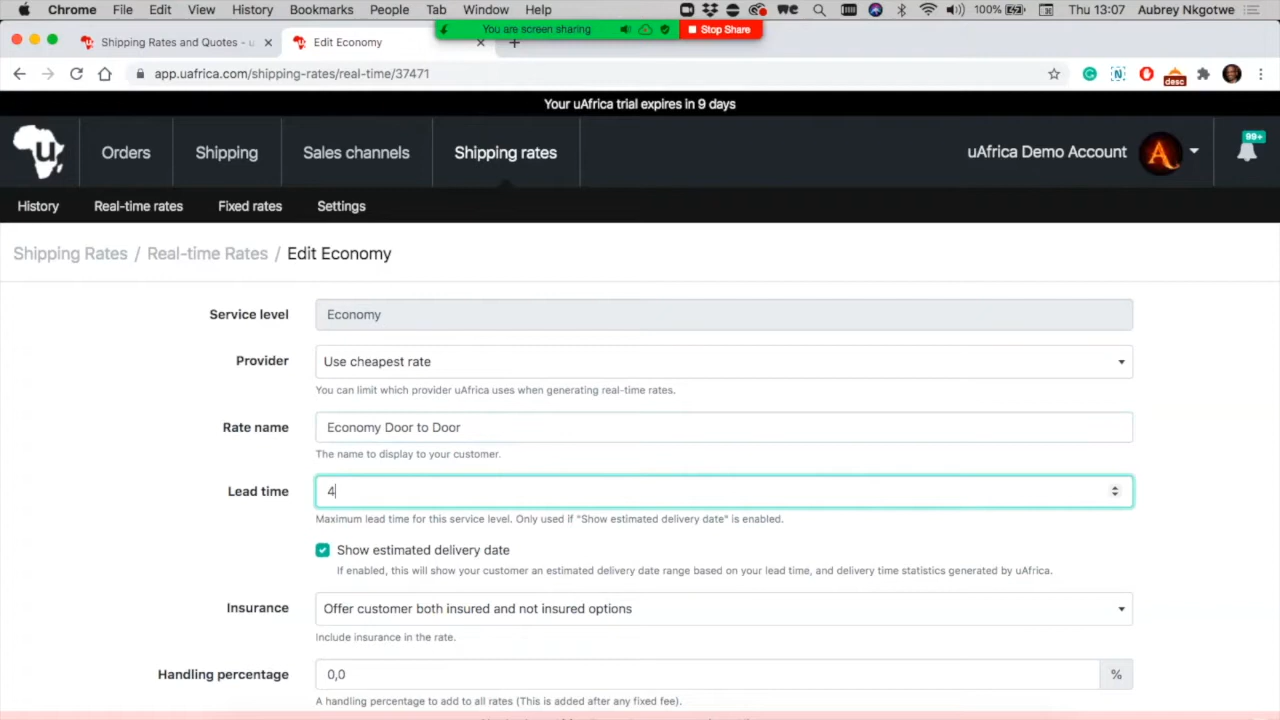 Chrome File Edit View History Bookmarks People Tab Window Help 100% Thu 13:07 Aubrey Nkgotwe
You are screen sharing Stop Share
Shipping Rates and Quotes - u Edit Economy
app.uafrica.com/shipping-rates/real-time/37471
desc
Your uAfrica trial expires in 9 days
u Orders Shipping Sales channels Shipping rates uAfrica Demo Account 99+
History Real-time rates Fixed rates Settings
Shipping Rates / Real-time Rates / Edit Economy
Service level Economy
Provider Use cheapest rate
You can limit which provider uAfrica uses when generating real-time rates.
Rate name Economy Door to Door
The name to display to your customer.
Lead time 4
Maximum lead time for this service level. Only used if "Show estimated delivery date" is enabled.
Show estimated delivery date
If enabled, this will show your customer an estimated delivery date range based on your lead time, and delivery time statistics generated by uAfrica.
Insurance Offer customer both insured and not insured options
Include insurance in the rate.
Handling percentage 0,0 %
A handling percentage to add to all rates (This is added after any fixed fee).